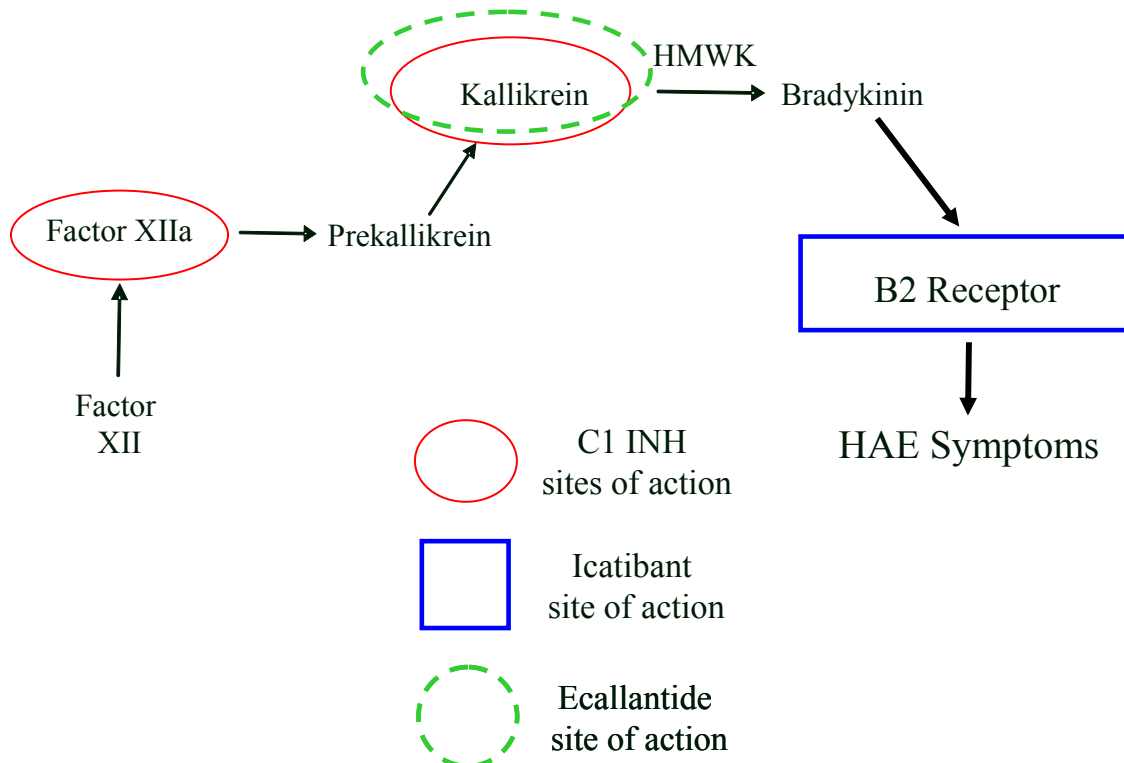 HMWK
Kallikrein
Bradykinin
Factor XIIa
Prekallikrein
B2 Receptor
Factor
XII
HAE Symptoms
C1 INH
sites of action
Icatibant
site of action
Ecallantide
site of action